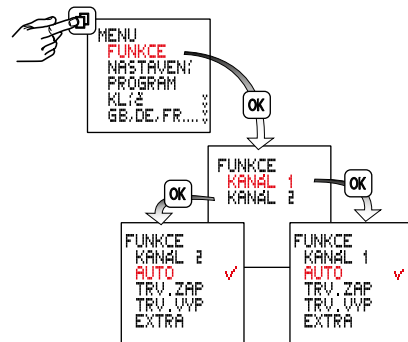 MENU
FUNKCE
NASTAVENÍ
PROGRAM
KLÍČ
GB,DE,FR....
OK
FUNKCE
KANÁL 1
KANÁL 2
OK
OK
FUNKCE
KANÁL 2
AUTO ✓
TRV.ZAP
TRV.VYP
EXTRA
FUNKCE
KANÁL 1
AUTO ✓
TRV.ZAP
TRV.VYP
EXTRA